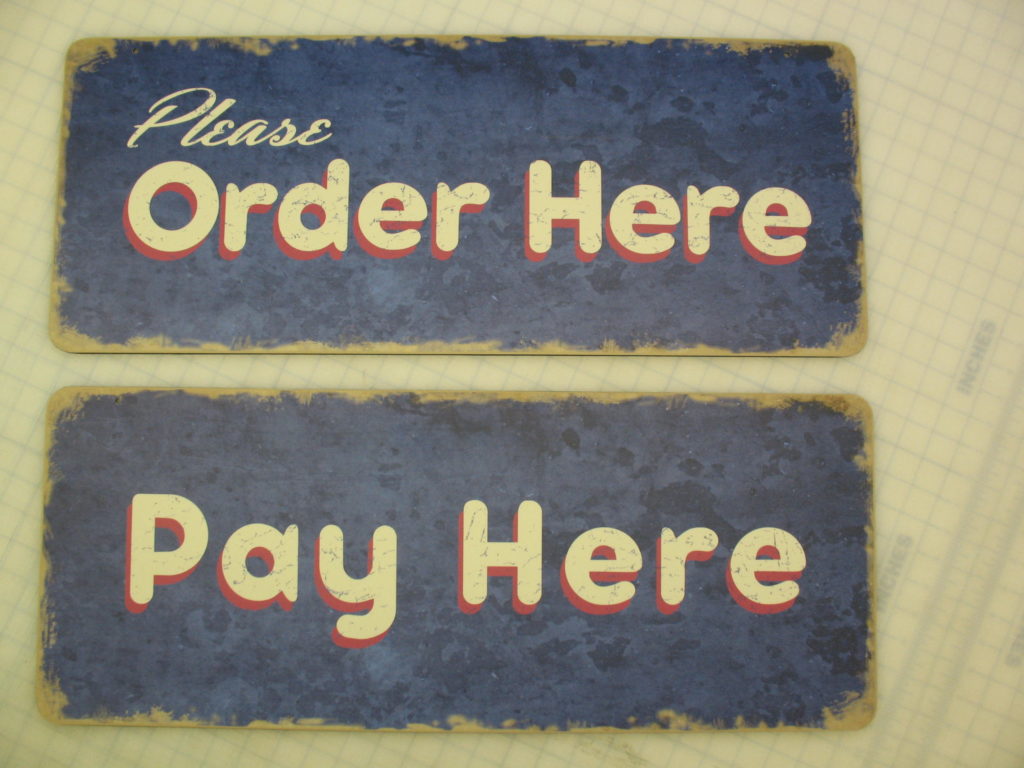 Please
Order Here
Pay Here
INCHES
INCHES